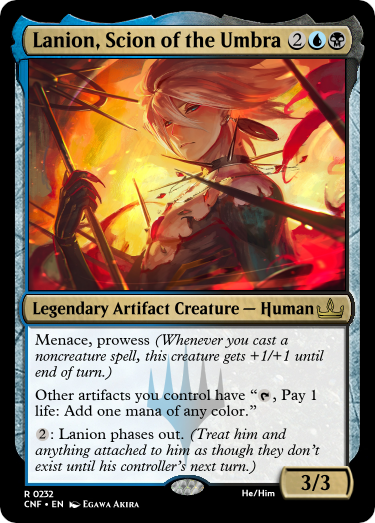 Lanion, Scion of the Umbra 2
Legendary Artifact Creature — Human
Menace, prowess (Whenever you cast a
noncreature spell, this creature gets +1/+1 until
end of turn.)
Other artifacts you control have “, Pay 1
life: Add one mana of any color.”
2: Lanion phases out. (Treat him and
anything attached to him as though they don’t
exist until his controller’s next turn.)
3/3
R 0232
He/Him
CNF • EN Egawa Akira